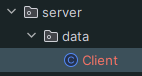 server
data
Client